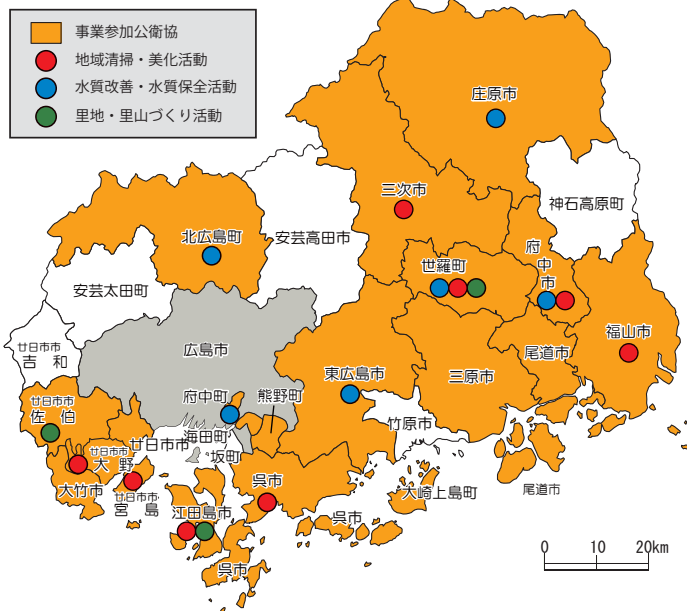 事業参加公衛協
地域清掃・美化活動
水質改善・水質保全活動
里地・里山づくり活動
庄原市
三次市
神石高原町
北広島町
安芸高田市
府中市
世羅町
安芸太田町
福山市
廿日市市
吉和
広島市
尾道市
東広島市
三原市
廿日市市
佐伯
府中町
熊野町
竹原市
海田町
廿日市市
坂町
廿日市市
大野
呉市
大竹市
大崎上島町
尾道市
廿日市市
宮島
江田島市
呉市
呉市
0 10 20km